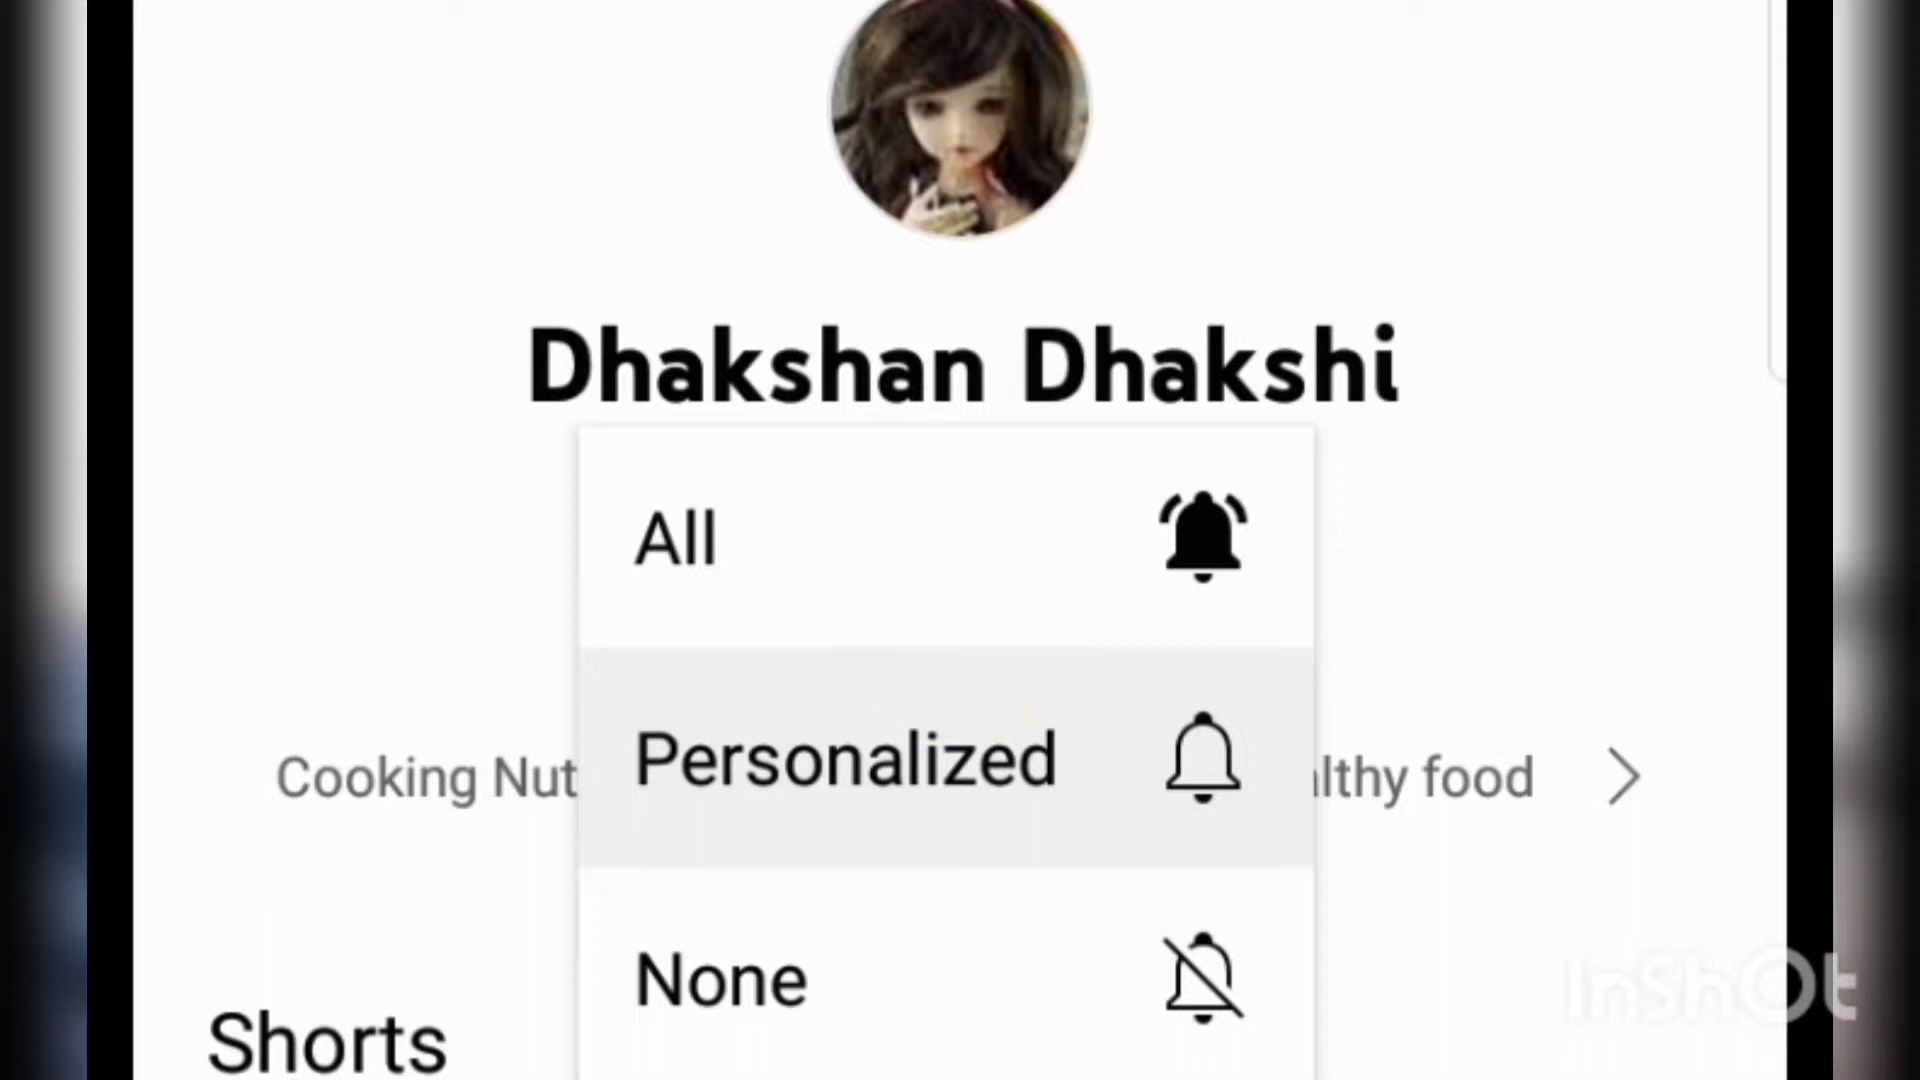 Dhakshan Dhakshi
All
Personalized
Cooking Nut
lthy food
None
Shorts
InShOt